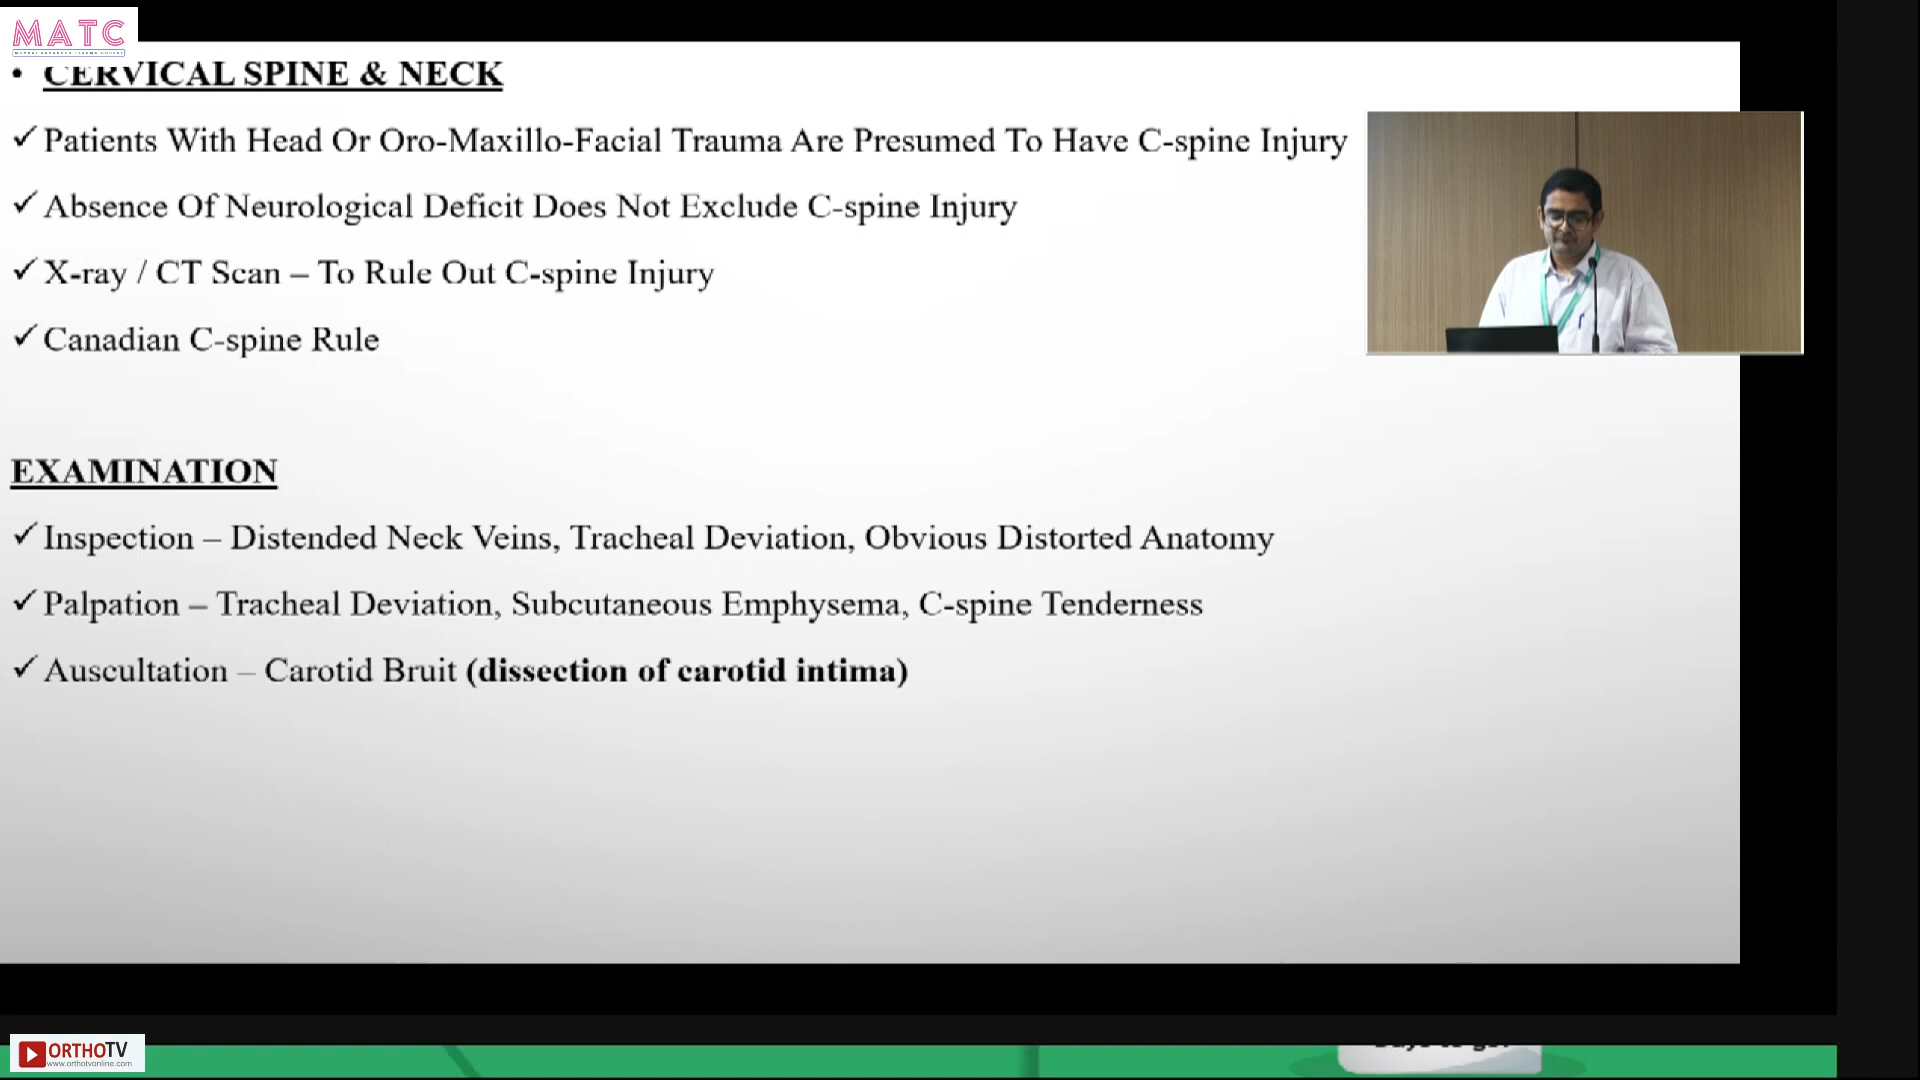 MATC
• CERVICAL SPINE & NECK
✓ Patients With Head Or Oro-Maxillo-Facial Trauma Are Presumed To Have C-spine Injury
✓ Absence Of Neurological Deficit Does Not Exclude C-spine Injury
✓ X-ray / CT Scan – To Rule Out C-spine Injury
✓ Canadian C-spine Rule
EXAMINATION
✓ Inspection – Distended Neck Veins, Tracheal Deviation, Obvious Distorted Anatomy
✓ Palpation – Tracheal Deviation, Subcutaneous Emphysema, C-spine Tenderness
✓ Auscultation – Carotid Bruit (dissection of carotid intima)
ORTHOTV
www.orthotvonline.com